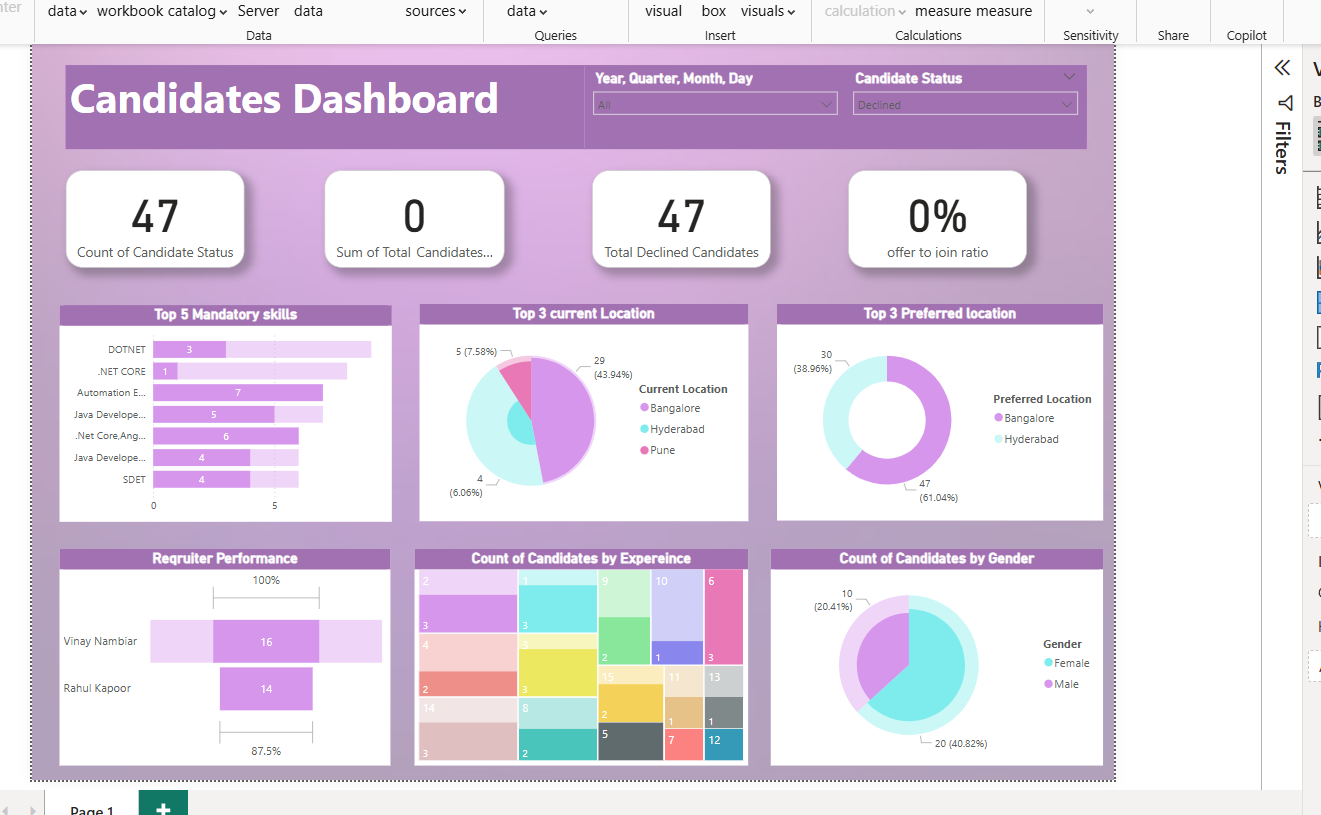 nter
data workbook catalog Server data sources data visual box visuals calculation measure measure
Data Queries Insert Calculations Sensitivity Share Copilot
Candidates Dashboard
Year, Quarter, Month, Day
All
Candidate Status
Declined
Filters
47
Count of Candidate Status
0
Sum of Total Candidates...
47
Total Declined Candidates
0%
offer to join ratio
Top 5 Mandatory skills
DOTNET 3
.NET CORE 1
Automation E... 7
Java Develope... 5
.Net Core,Ang... 6
Java Develope... 4
SDET 4
0 5
Top 3 current Location
5 (7.58%)
29
(43.94%)
4
(6.06%)
Current Location
Bangalore
Hyderabad
Pune
Top 3 Preferred location
30
(38.96%)
47
(61.04%)
Preferred Location
Bangalore
Hyderabad
Reqruiter Performance
100%
Vinay Nambiar 16
Rahul Kapoor 14
87.5%
Count of Candidates by Expereince
2 1 9 10 6
3 3 2 1 3
4 3 15 11 13
2 3 2 1 1
14 8 5 7 12
3 2
Count of Candidates by Gender
10
(20.41%)
20 (40.82%)
Gender
Female
Male
Page 1
+